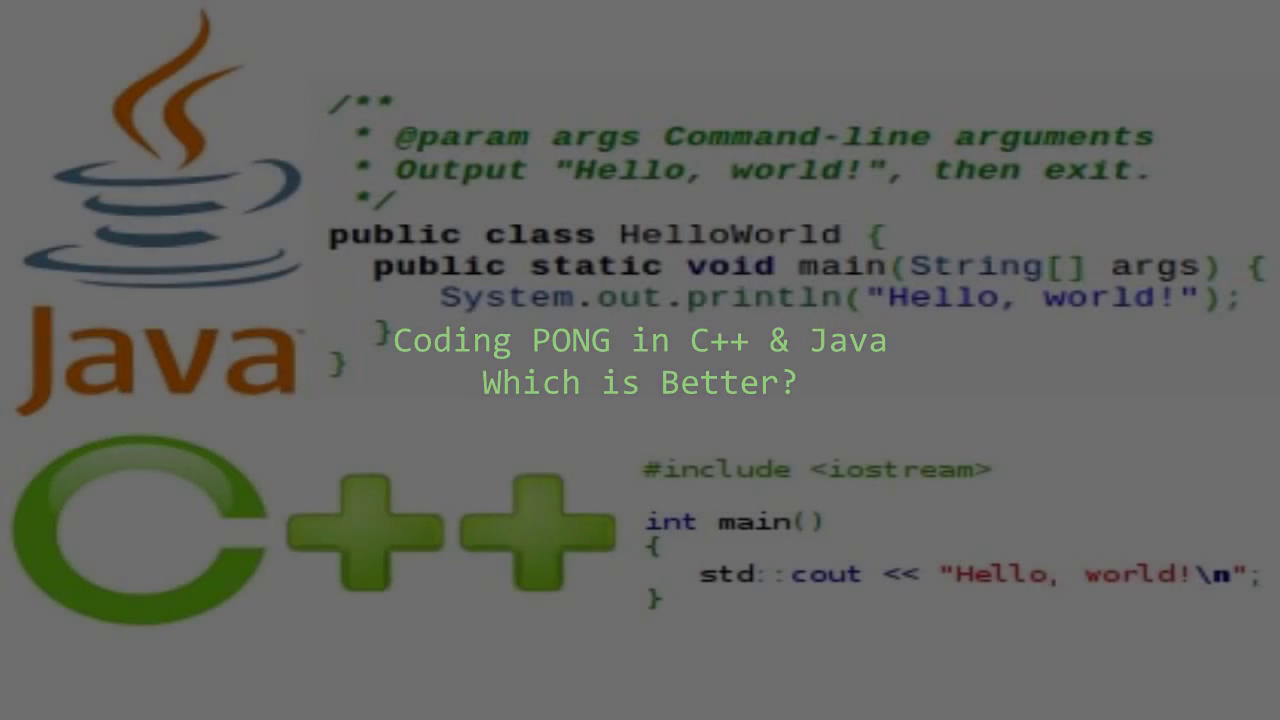 /**
* @param args Command-line arguments
* Output "Hello, world!", then exit.
*/
public class HelloWorld {
public static void main(String[] args) {
System.out.println("Hello, world!");
}
}
Java
Coding PONG in C++ & Java
Which is Better?
C++
#include <iostream>
int main()
{
std::cout << "Hello, world!\n";
}